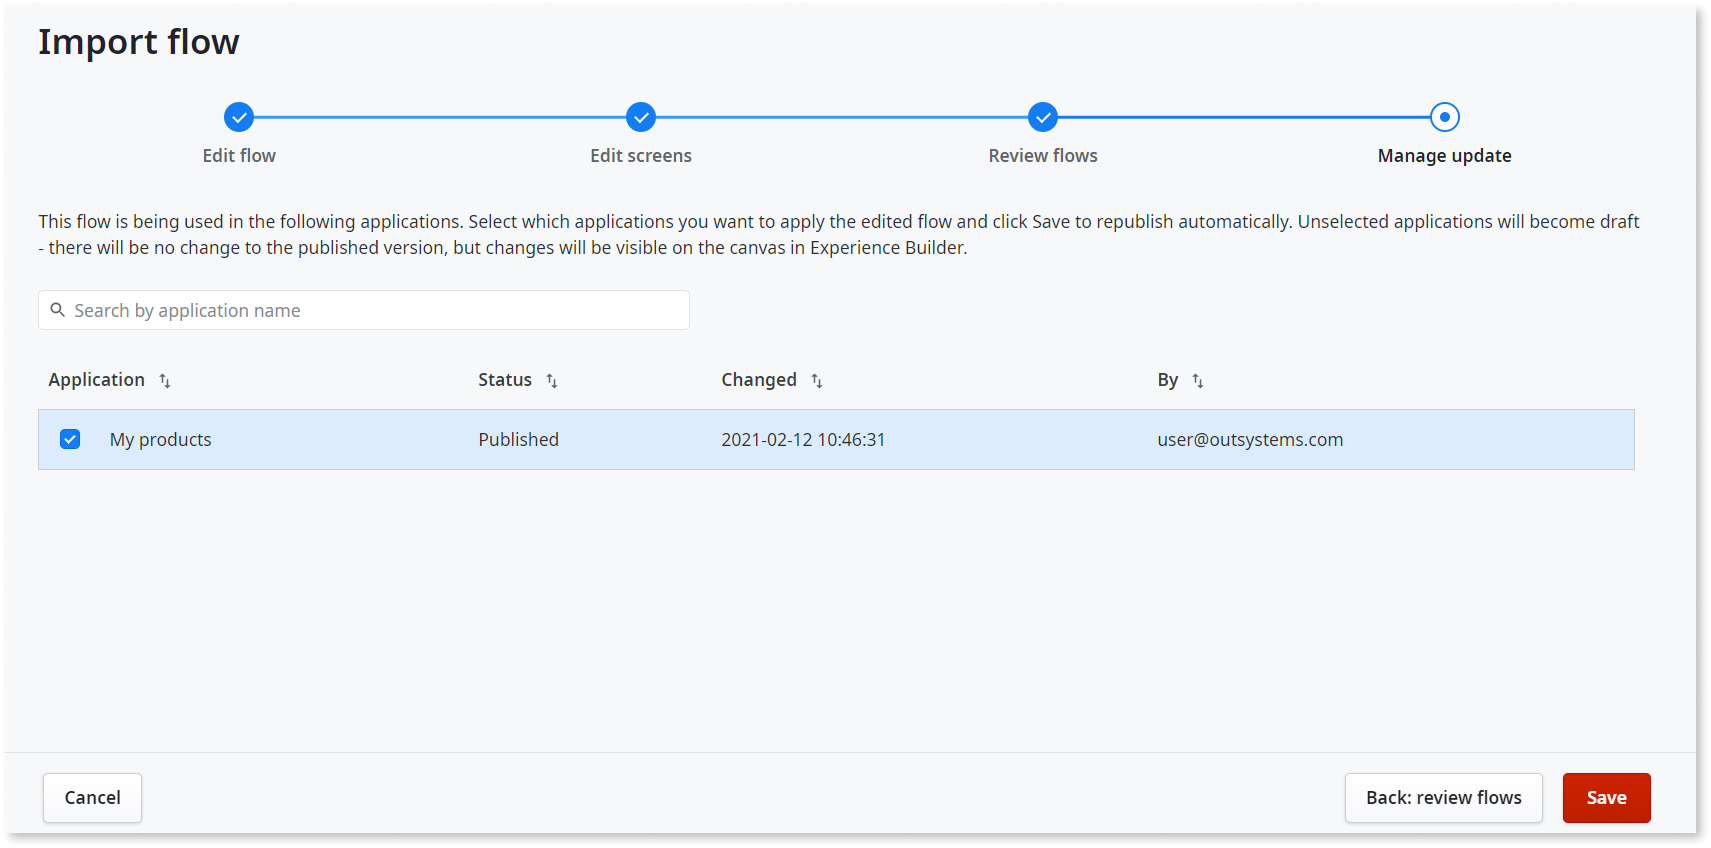 Import flow
Edit flow
Edit screens
Review flows
Manage update
This flow is being used in the following applications. Select which applications you want to apply the edited flow and click Save to republish automatically. Unselected applications will become draft
- there will be no change to the published version, but changes will be visible on the canvas in Experience Builder.
Search by application name
Application Status Changed By
My products Published 2021-02-12 10:46:31 user@outsystems.com
Cancel
Back: review flows
Save